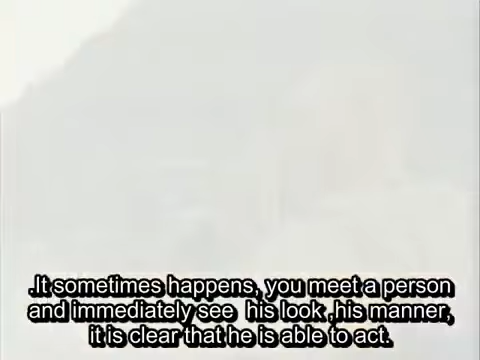 .It sometimes happens, you meet a person
and immediately see  his look ,his manner,
it is clear that he is able to act.